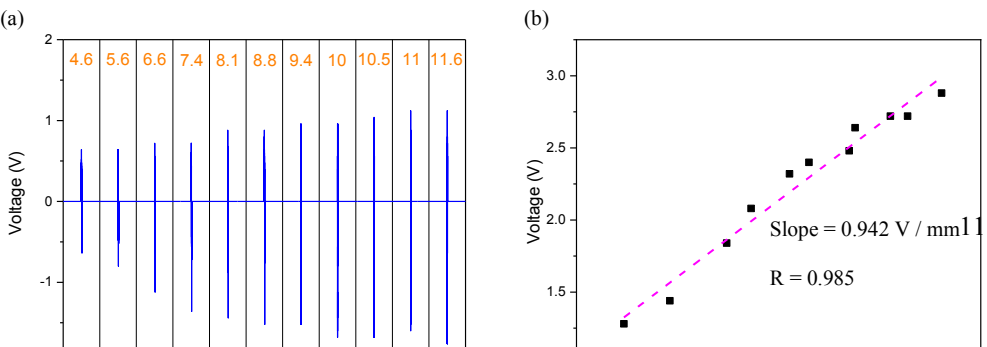 (a)
2
4.6 5.6 6.6 7.4 8.1 8.8 9.4 10 10.5 11 11.6
1
0
-1
Voltage (V)
(b)
3.0
2.5
2.0
1.5
Voltage (V)
Slope = 0.942 V / mm11
R = 0.985